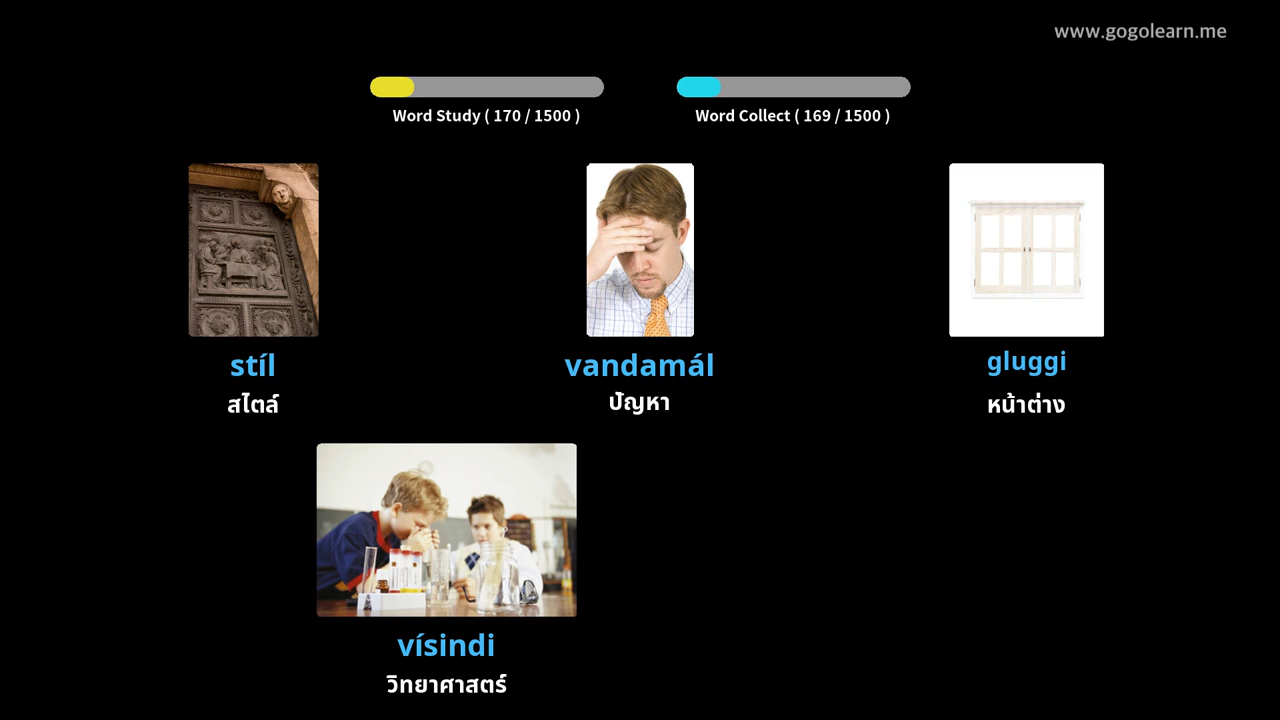 www.gogolearn.me
Word Study ( 170 / 1500 )
Word Collect ( 169 / 1500 )
stíl
สไตล์
vandamál
ปัญหา
gluggi
หน้าต่าง
vísindi
วิทยาศาสตร์